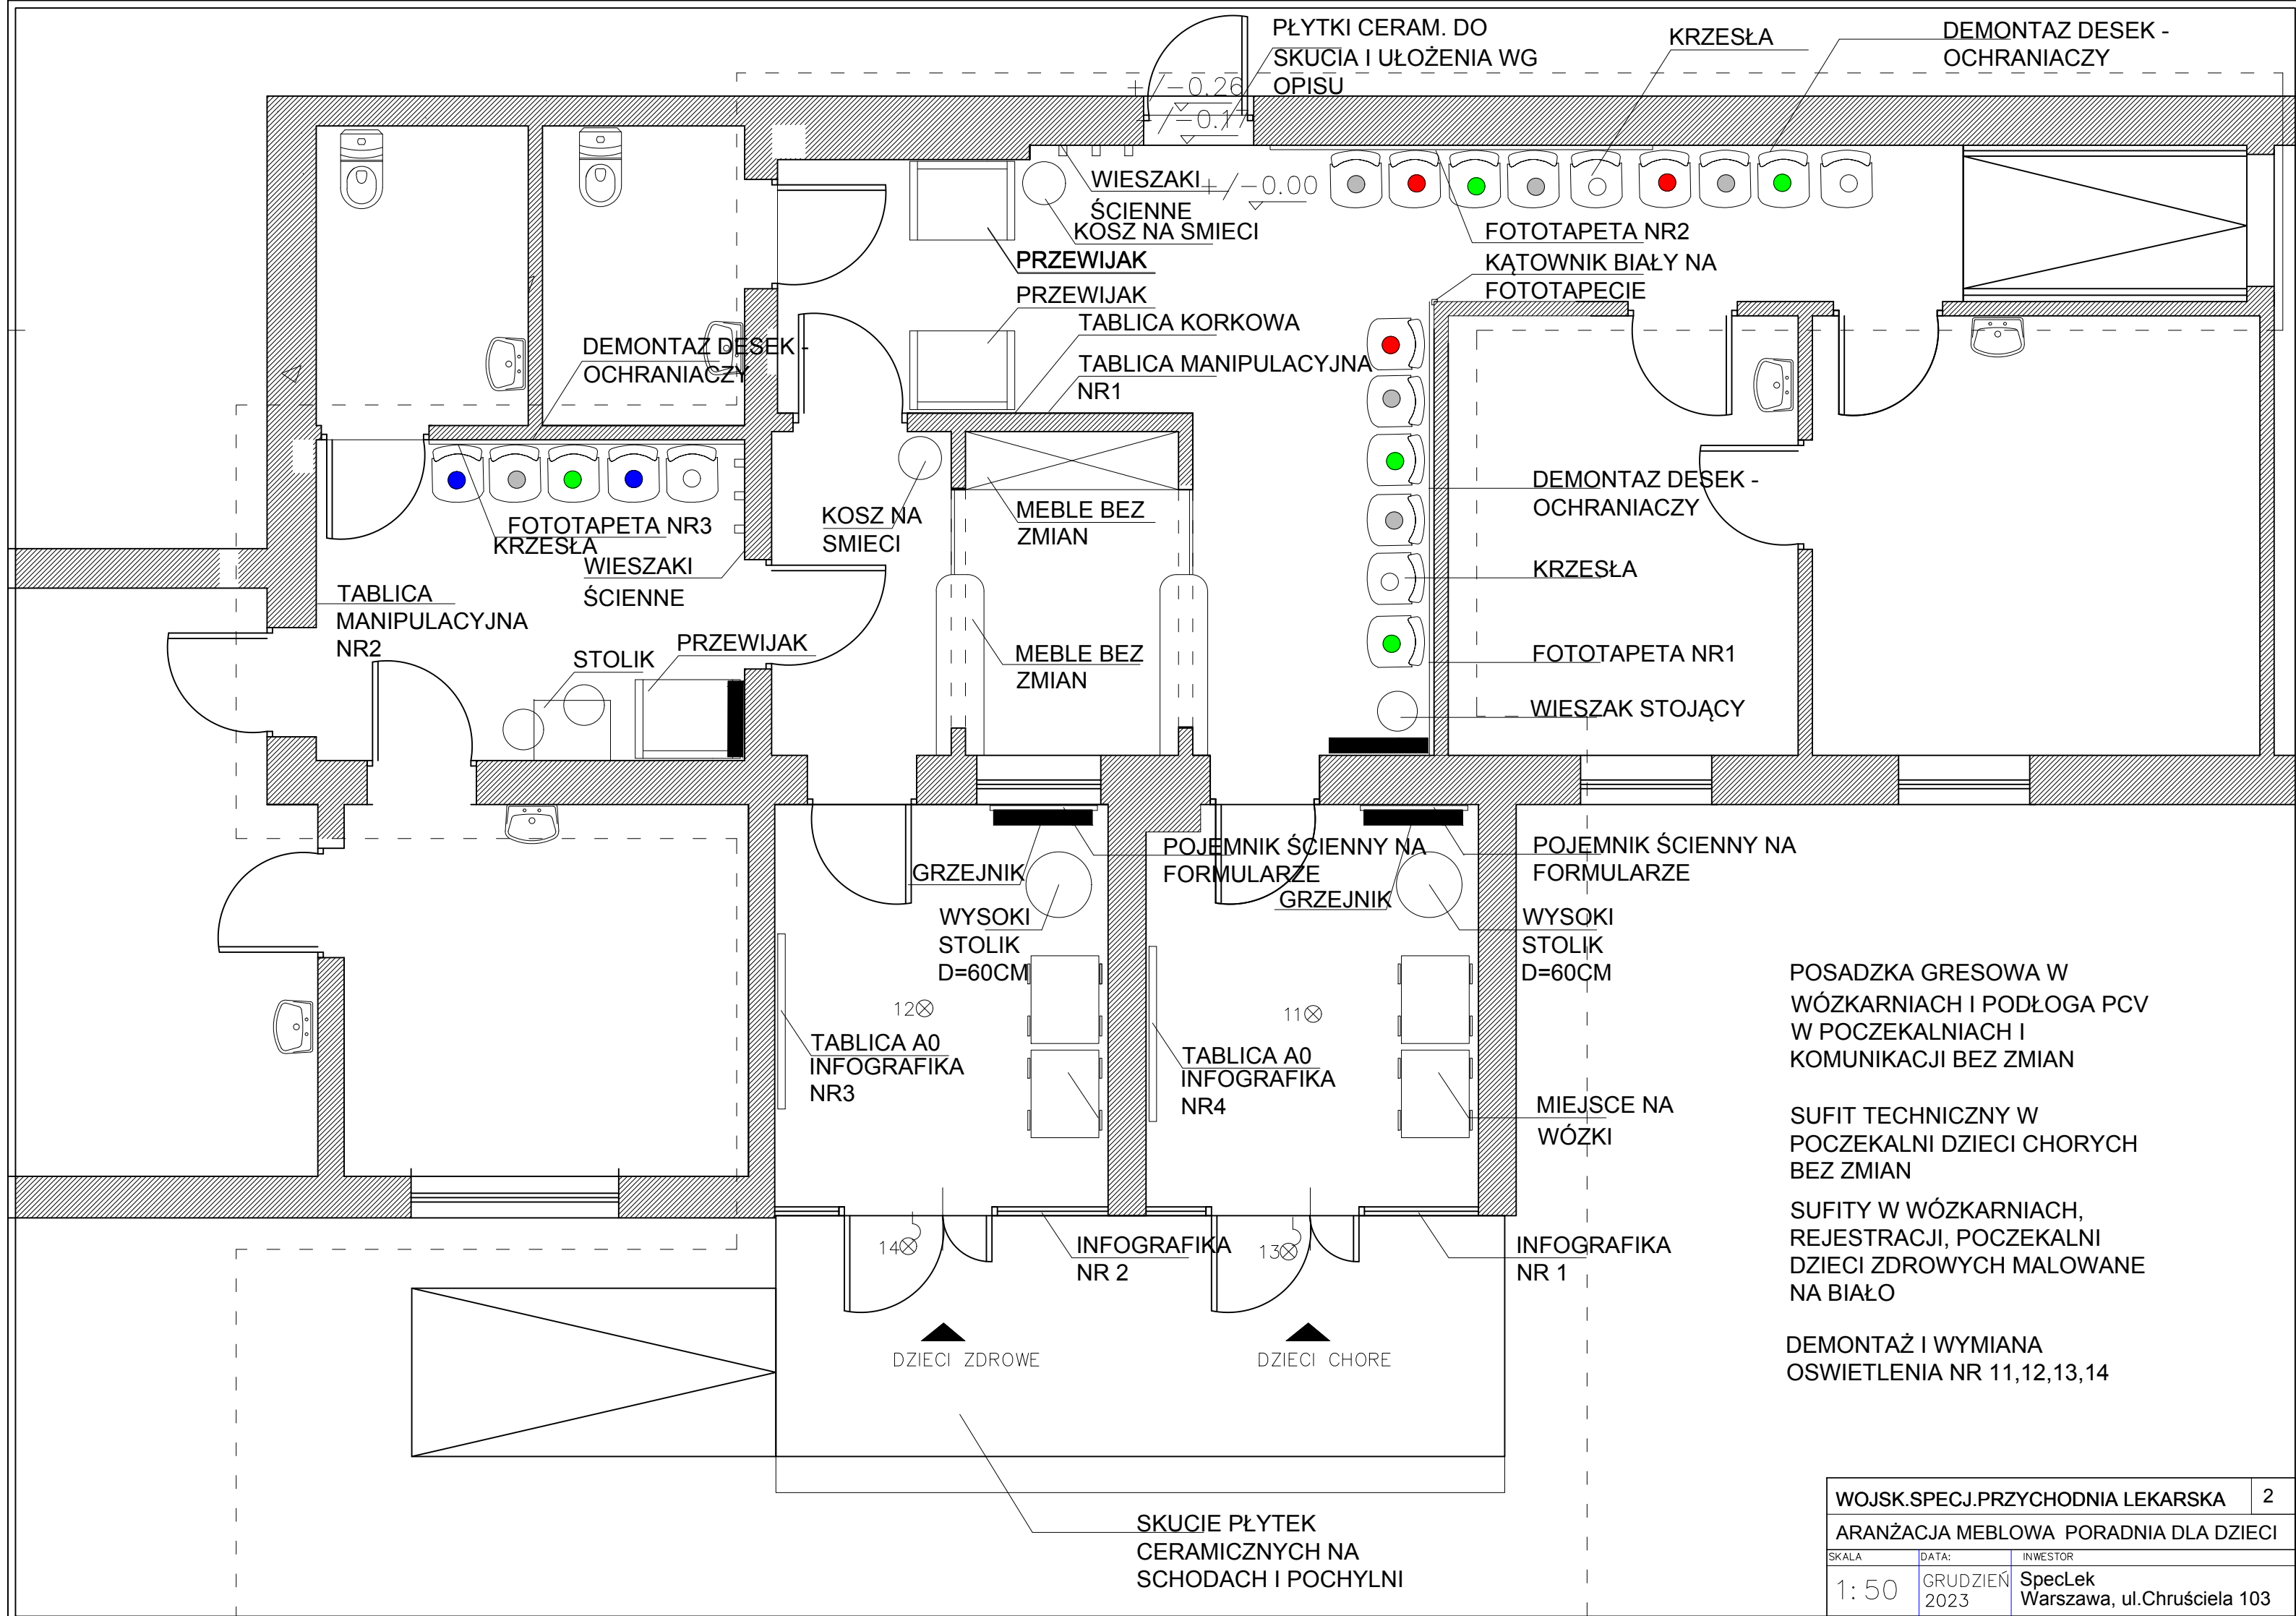 PŁYTKI CERAM. DO
SKUCIA I UŁOŻENIA WG
OPISU
KRZESŁA
DEMONTAZ DESEK -
OCHRANIACZY
+/-0.26
-0.1
+/-0.00
WIESZAKI
ŚCIENNE
KOSZ NA SMIECI
PRZEWIJAK
PRZEWIJAK
TABLICA KORKOWA
TABLICA MANIPULACYJNA
NR1
FOTOTAPETA NR2
KĄTOWNIK BIAŁY NA
FOTOTAPECIE
DEMONTAZ DESEK -
OCHRANIACZY
DEMONTAZ DESEK -
OCHRANIACZY
FOTOTAPETA NR3
KRZESŁA
WIESZAKI
ŚCIENNE
KOSZ NA
SMIECI
MEBLE BEZ
ZMIAN
KRZESŁA
TABLICA
MANIPULACYJNA
NR2
STOLIK
PRZEWIJAK
MEBLE BEZ
ZMIAN
FOTOTAPETA NR1
WIESZAK STOJĄCY
GRZEJNIK
POJEMNIK ŚCIENNY NA
FORMULARZE
GRZEJNIK
POJEMNIK ŚCIENNY NA
FORMULARZE
WYSOKI
STOLIK
D=60CM
WYSOKI
STOLIK
D=60CM
12
11
TABLICA A0
INFOGRAFIKA
NR3
TABLICA A0
INFOGRAFIKA
NR4
MIEJSCE NA
WÓZKI
POSADZKA GRESOWA W
WÓZKARNIACH I PODŁOGA PCV
W POCZEKALNIACH I
KOMUNIKACJI BEZ ZMIAN
SUFIT TECHNICZNY W
POCZEKALNI DZIECI CHORYCH
BEZ ZMIAN
SUFITY W WÓZKARNIACH,
REJESTRACJI, POCZEKALNI
DZIECI ZDROWYCH MALOWANE
NA BIAŁO
DEMONTAŻ I WYMIANA
OSWIETLENIA NR 11,12,13,14
14
INFOGRAFIKA
NR 2
13
INFOGRAFIKA
NR 1
DZIECI ZDROWE
DZIECI CHORE
SKUCIE PŁYTEK
CERAMICZNYCH NA
SCHODACH I POCHYLNI
WOJSK.SPECJ.PRZYCHODNIA LEKARSKA 2
ARANŻACJA MEBLOWA PORADNIA DLA DZIECI
SKALA DATA: INWESTOR
1:50 GRUDZIEŃ 2023 SpecLek
Warszawa, ul.Chruściela 103